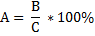 A = B/C * 100%